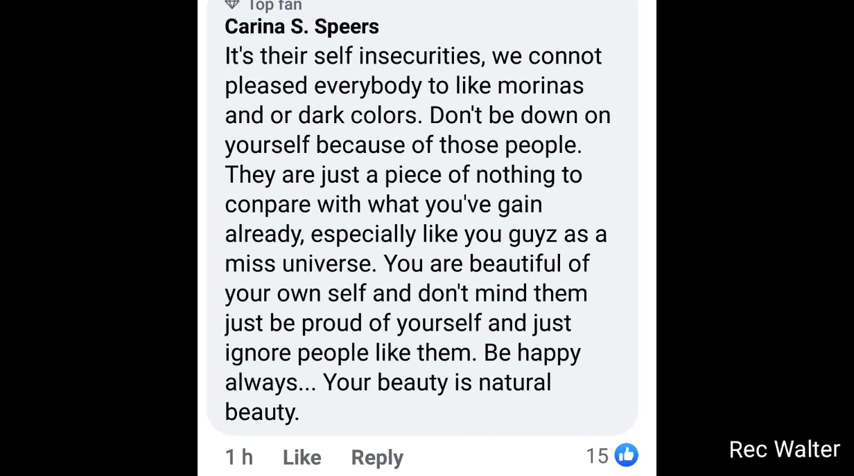 Top fan
Carina S. Speers
It's their self insecurities, we connot
pleased everybody to like morinas
and or dark colors. Don't be down on
yourself because of those people.
They are just a piece of nothing to
conpare with what you've gain
already, especially like you guyz as a
miss universe. You are beautiful of
your own self and don't mind them
just be proud of yourself and just
ignore people like them. Be happy
always... Your beauty is natural
beauty.
1 h Like Reply 15
Rec Walter